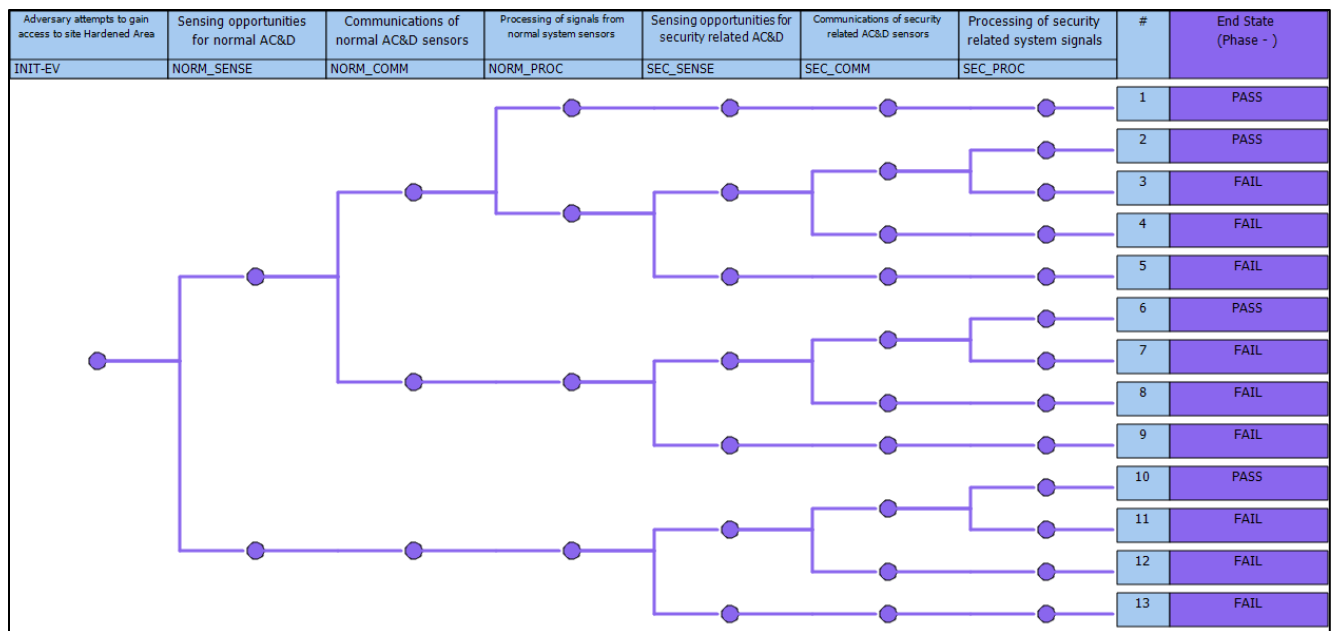 Adversary attempts to gain
access to site Hardened Area
Sensing opportunities
for normal AC&D
Communications of
normal AC&D sensors
Processing of signals from
normal system sensors
Sensing opportunities for
security related AC&D
Communications of security
related AC&D sensors
Processing of security
related system signals
#
End State
(Phase - )
INIT-EV
NORM_SENSE
NORM_COMM
NORM_PROC
SEC_SENSE
SEC_COMM
SEC_PROC
1 PASS
2 PASS
3 FAIL
4 FAIL
5 FAIL
6 PASS
7 FAIL
8 FAIL
9 FAIL
10 PASS
11 FAIL
12 FAIL
13 FAIL